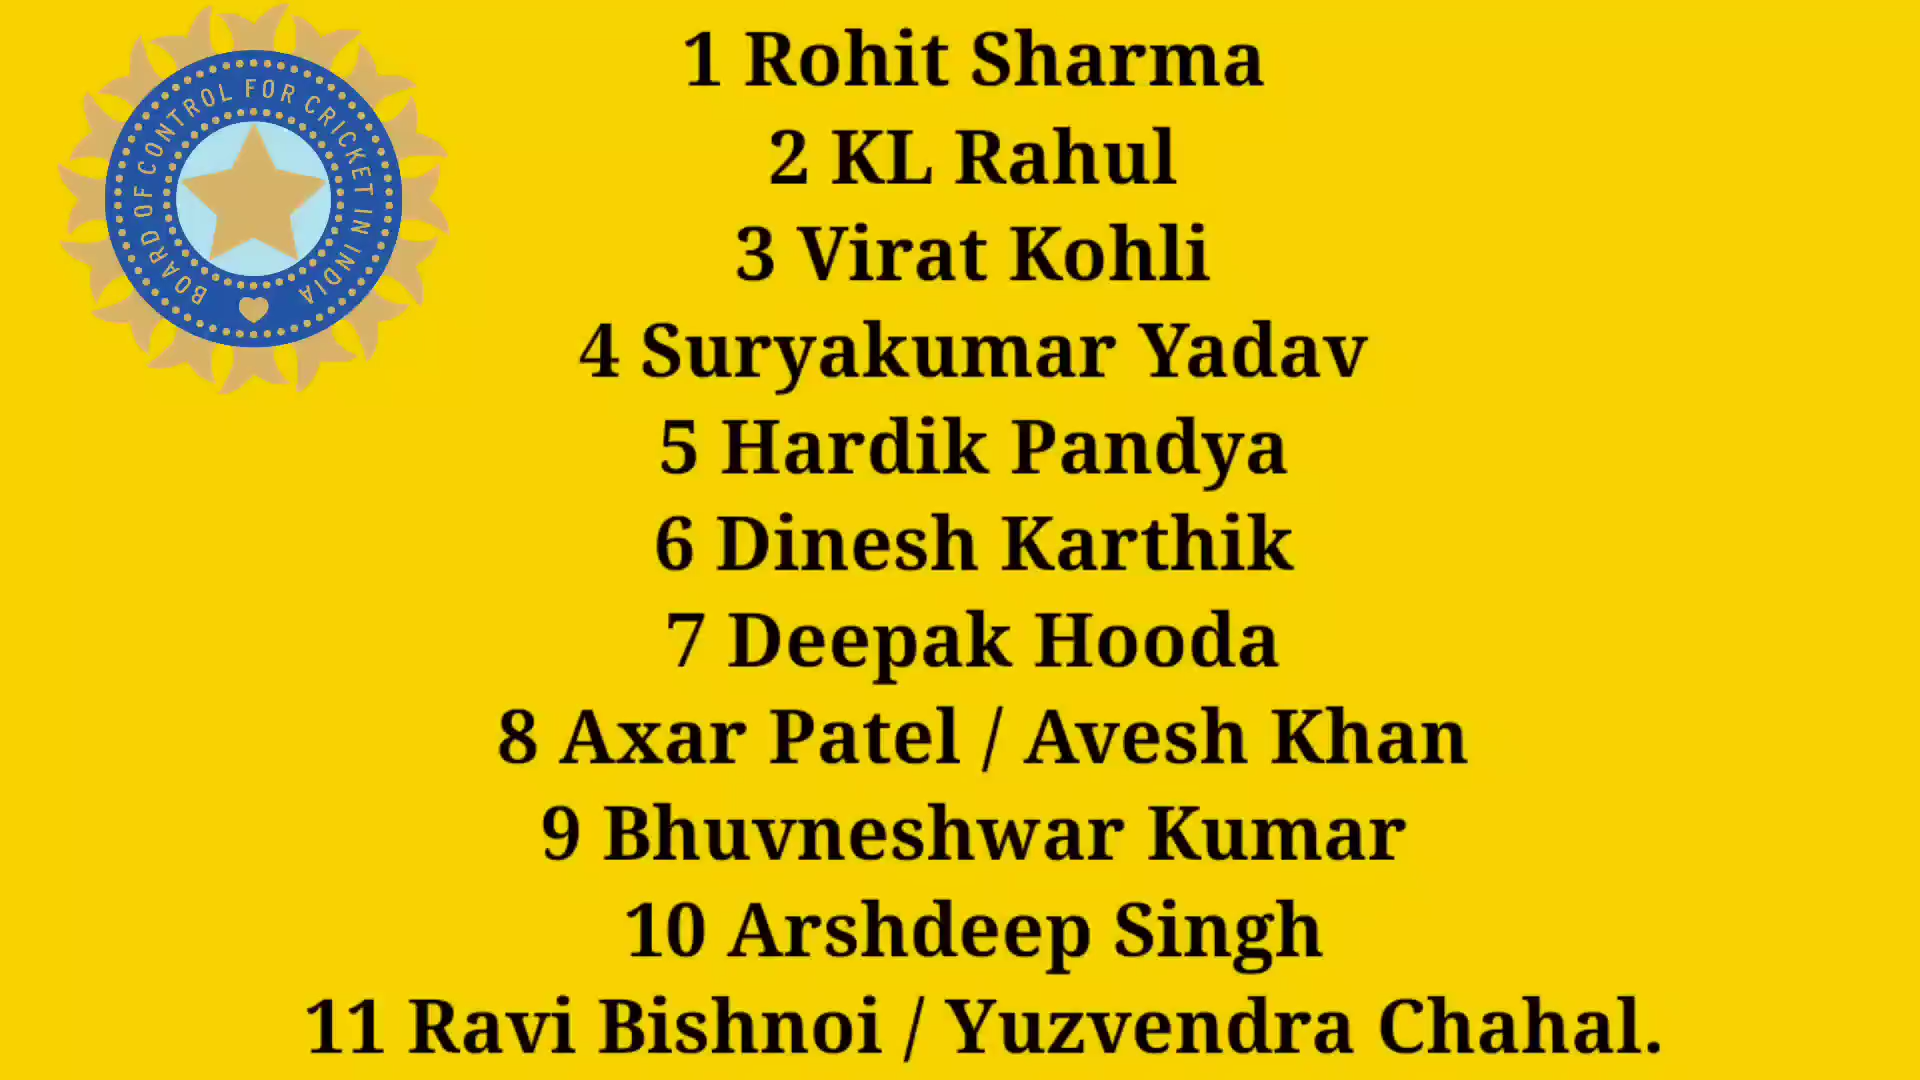 BOARD OF CONTROL FOR CRICKET IN INDIA
1 Rohit Sharma
2 KL Rahul
3 Virat Kohli
4 Suryakumar Yadav
5 Hardik Pandya
6 Dinesh Karthik
7 Deepak Hooda
8 Axar Patel / Avesh Khan
9 Bhuvneshwar Kumar
10 Arshdeep Singh
11 Ravi Bishnoi / Yuzvendra Chahal.